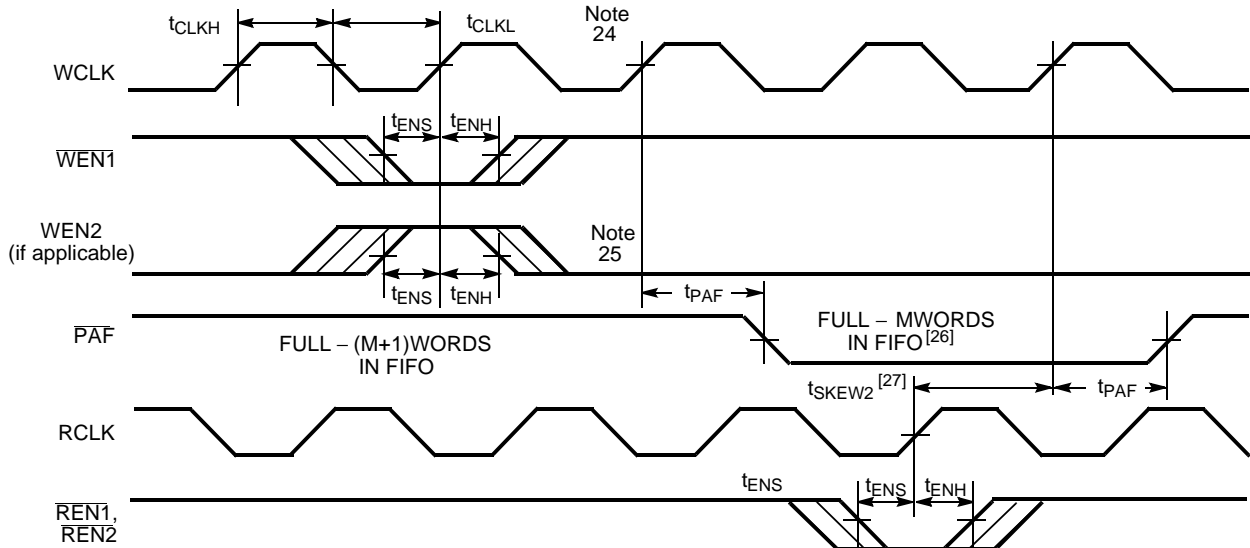 tCLKH
tCLKL
Note
24
WCLK
tENS
tENH
WEN1
WEN2
(if applicable)
Note
25
tENS
tENH
tPAF
PAF
FULL – (M+1)WORDS
IN FIFO
FULL – MWORDS
IN FIFO[26]
tSKEW2 [27]
tPAF
RCLK
tENS
tENS
tENH
REN1,
REN2